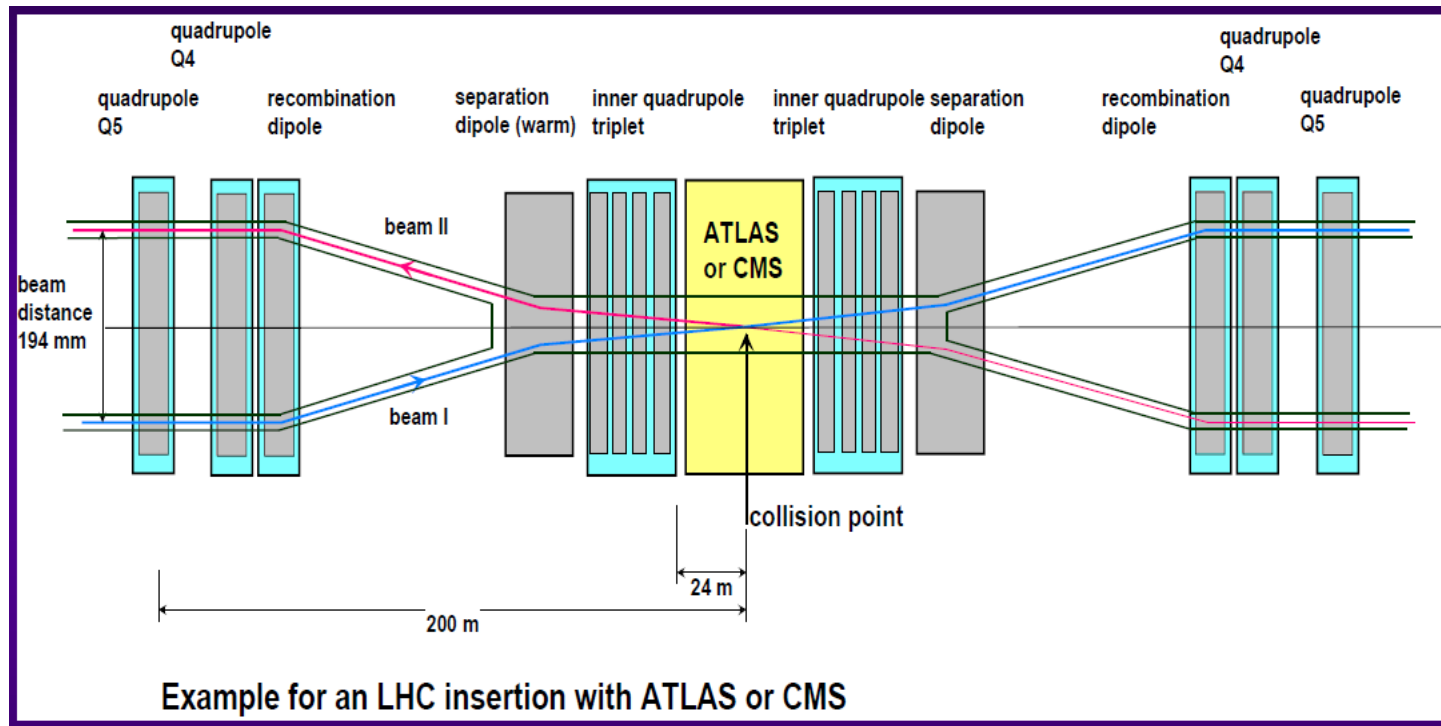 quadrupole
Q4
quadrupole
Q5
recombination
dipole
separation
dipole (warm)
inner quadrupole
triplet
inner quadrupole
triplet
separation
dipole
recombination
dipole
quadrupole
Q4
quadrupole
Q5
beam II
ATLAS
or CMS
beam
distance
194 mm
beam I
collision point
24 m
200 m
Example for an LHC insertion with ATLAS or CMS